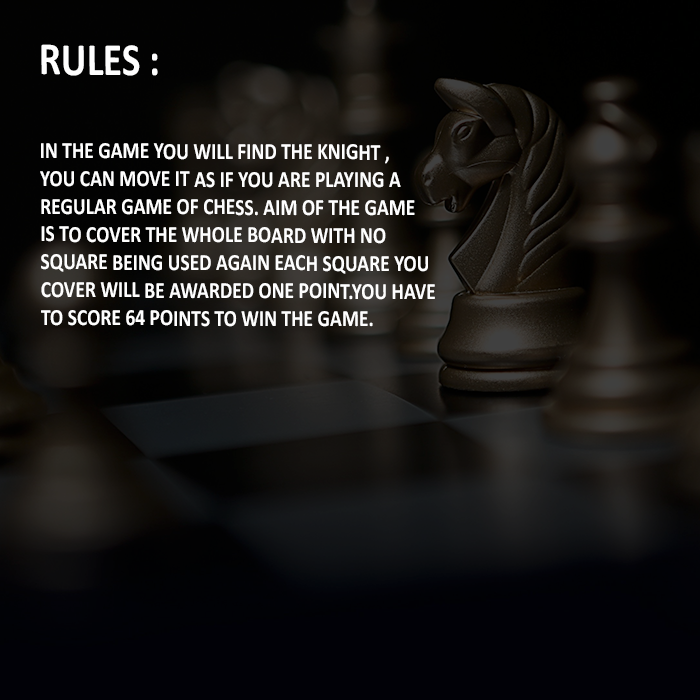 RULES :
IN THE GAME YOU WILL FIND THE KNIGHT ,
YOU CAN MOVE IT AS IF YOU ARE PLAYING A
REGULAR GAME OF CHESS. AIM OF THE GAME
IS TO COVER THE WHOLE BOARD WITH NO
SQUARE BEING USED AGAIN EACH SQUARE YOU
COVER WILL BE AWARDED ONE POINT.YOU HAVE
TO SCORE 64 POINTS TO WIN THE GAME.